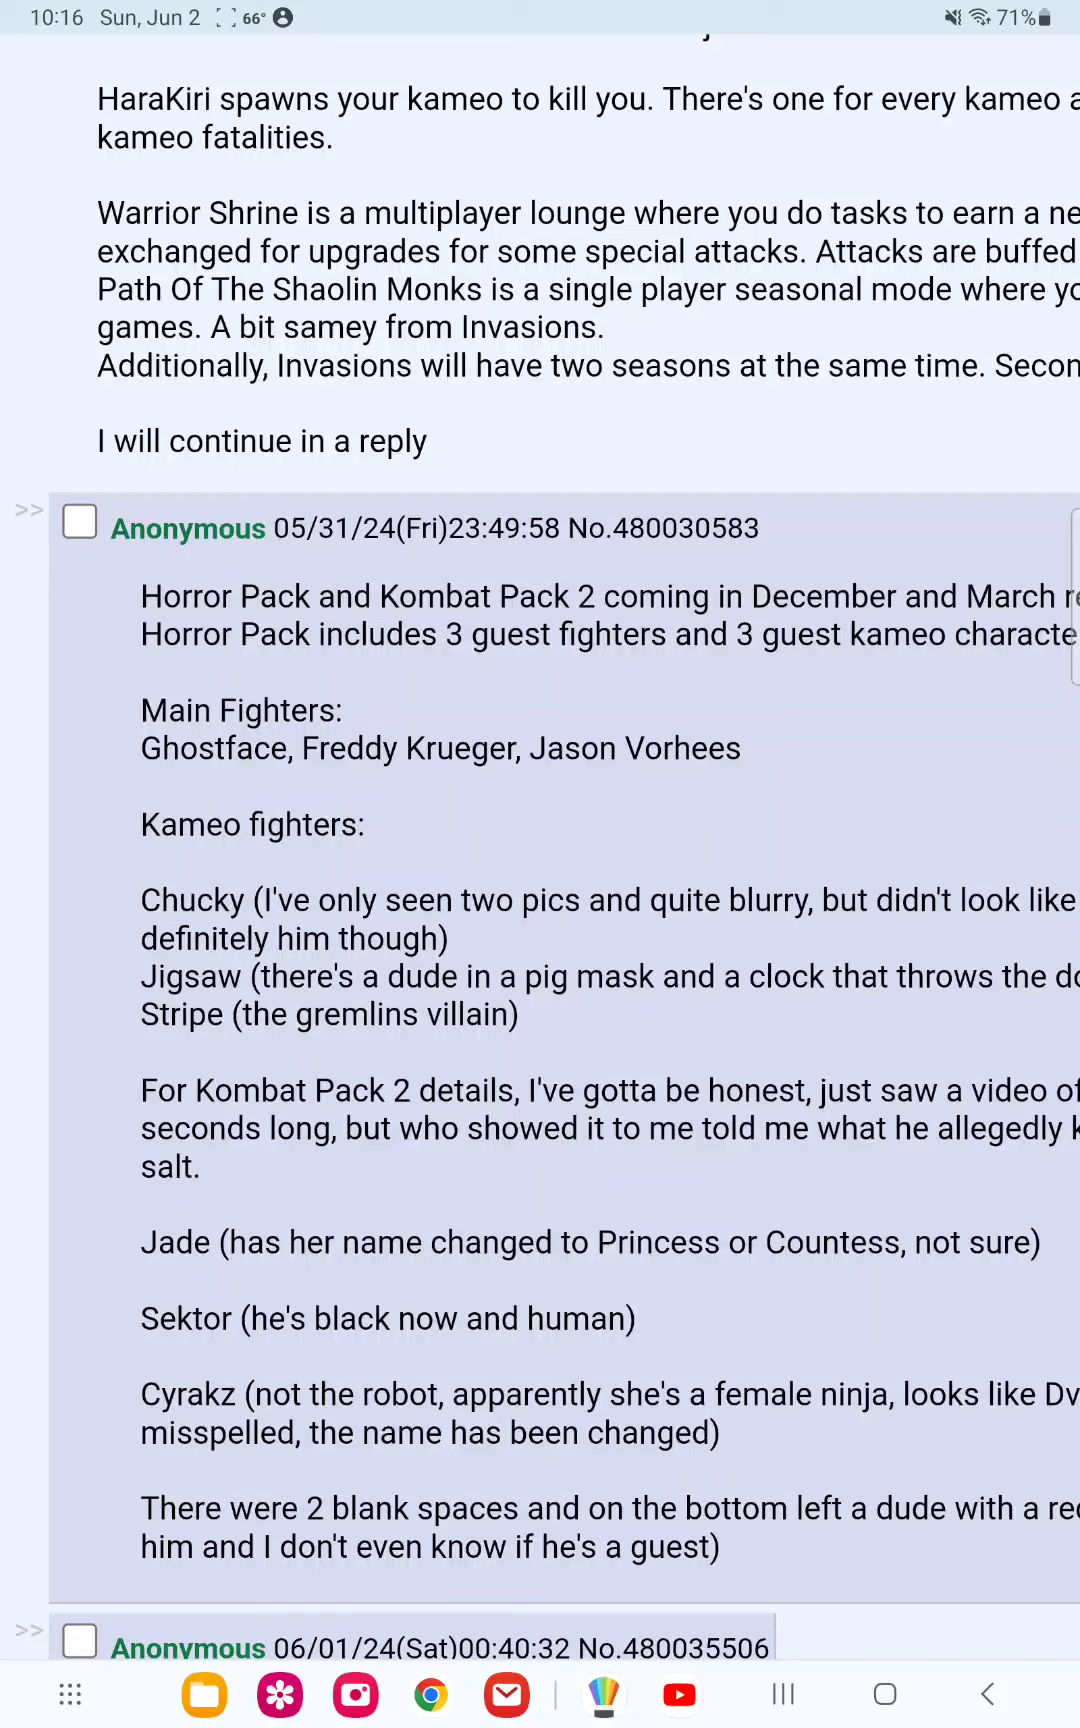 10:16 Sun, Jun 2 66° 71%
HaraKiri spawns your kameo to kill you. There's one for every kameo
kameo fatalities.
Warrior Shrine is a multiplayer lounge where you do tasks to earn a ne
exchanged for upgrades for some special attacks. Attacks are buffed
Path Of The Shaolin Monks is a single player seasonal mode where yo
games. A bit samey from Invasions.
Additionally, Invasions will have two seasons at the same time. Secon
I will continue in a reply
>> Anonymous 05/31/24(Fri)23:49:58 No.480030583
Horror Pack and Kombat Pack 2 coming in December and March re
Horror Pack includes 3 guest fighters and 3 guest kameo characte
Main Fighters:
Ghostface, Freddy Krueger, Jason Vorhees
Kameo fighters:
Chucky (I've only seen two pics and quite blurry, but didn't look like
definitely him though)
Jigsaw (there's a dude in a pig mask and a clock that throws the do
Stripe (the gremlins villain)
For Kombat Pack 2 details, I've gotta be honest, just saw a video of
seconds long, but who showed it to me told me what he allegedly k
salt.
Jade (has her name changed to Princess or Countess, not sure)
Sektor (he's black now and human)
Cyrakz (not the robot, apparently she's a female ninja, looks like Dv
misspelled, the name has been changed)
There were 2 blank spaces and on the bottom left a dude with a red
him and I don't even know if he's a guest)
>> Anonymous 06/01/24(Sat)00:40:32 No.480035506